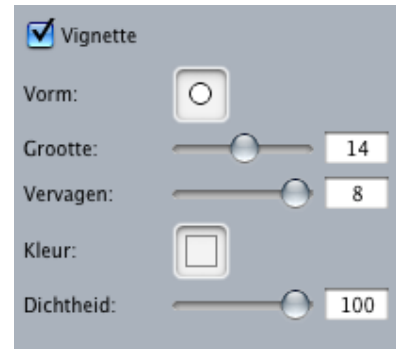 Vignette
Vorm:
Grootte: 14
Vervagen: 8
Kleur:
Dichtheid: 100